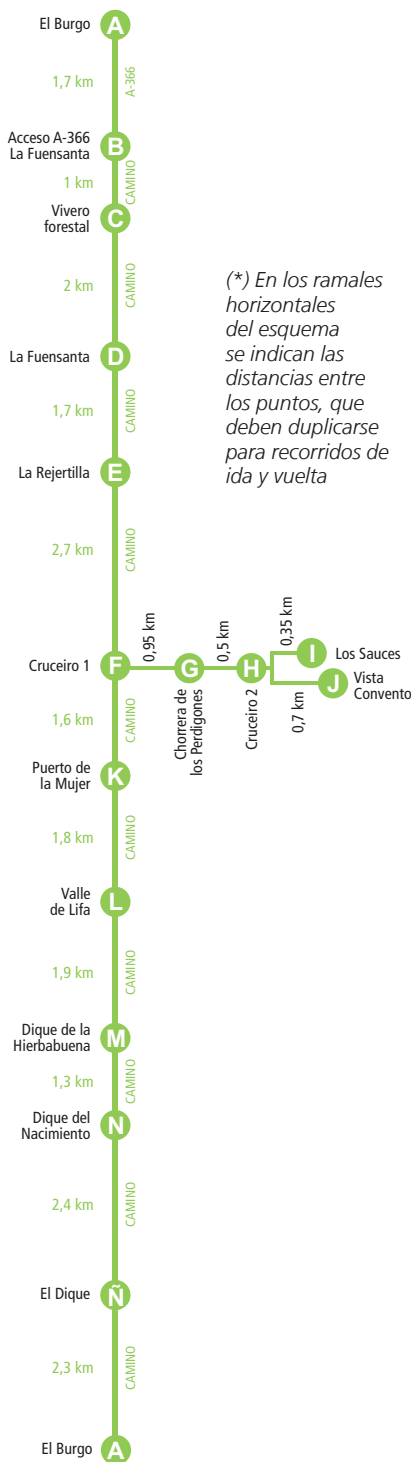 El Burgo
A
1,7 km
A-366
Acceso A-366
La Fuensanta
B
1 km
CAMINO
Vivero
forestal
C
2 km
CAMINO
(*) En los ramales
horizontales
del esquema
se indican las
distancias entre
los puntos, que
deben duplicarse
para recorridos de
ida y vuelta
La Fuensanta
D
1,7 km
CAMINO
La Rejertilla
E
2,7 km
CAMINO
Cruceiro 1
F
0,95 km
G
Chorrera de
los Perdigones
0,5 km
H
Cruceiro 2
0,35 km
I
Los Sauces
J
Vista
Convento
0,7 km
1,6 km
CAMINO
Puerto de
la Mujer
K
1,8 km
CAMINO
Valle
de Lifa
L
1,9 km
CAMINO
Dique de la
Hierbabuena
M
1,3 km
CAMINO
Dique del
Nacimiento
N
2,4 km
CAMINO
El Dique
Ñ
2,3 km
CAMINO
El Burgo
A